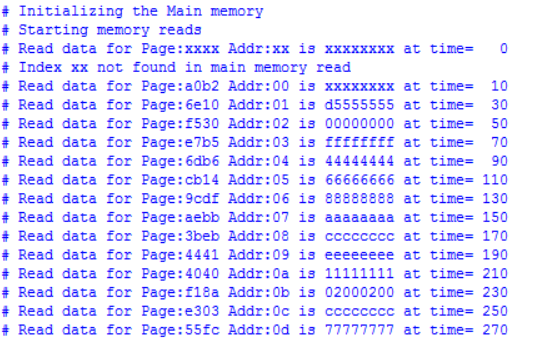 # Initializing the Main memory
# Starting memory reads
# Read data for Page:xxxx Addr:xx is xxxxxxxx at time=   0
# Index xx not found in main memory read
# Read data for Page:a0b2 Addr:00 is xxxxxxxx at time=  10
# Read data for Page:6e10 Addr:01 is d5555555 at time=  30
# Read data for Page:f530 Addr:02 is 00000000 at time=  50
# Read data for Page:e7b5 Addr:03 is ffffffff at time=  70
# Read data for Page:6db6 Addr:04 is 44444444 at time=  90
# Read data for Page:cb14 Addr:05 is 66666666 at time= 110
# Read data for Page:9cdf Addr:06 is 88888888 at time= 130
# Read data for Page:aebb Addr:07 is aaaaaaaa at time= 150
# Read data for Page:3beb Addr:08 is cccccccc at time= 170
# Read data for Page:4441 Addr:09 is eeeeeeee at time= 190
# Read data for Page:4040 Addr:0a is 11111111 at time= 210
# Read data for Page:f18a Addr:0b is 02000200 at time= 230
# Read data for Page:e303 Addr:0c is cccccccc at time= 250
# Read data for Page:55fc Addr:0d is 77777777 at time= 270